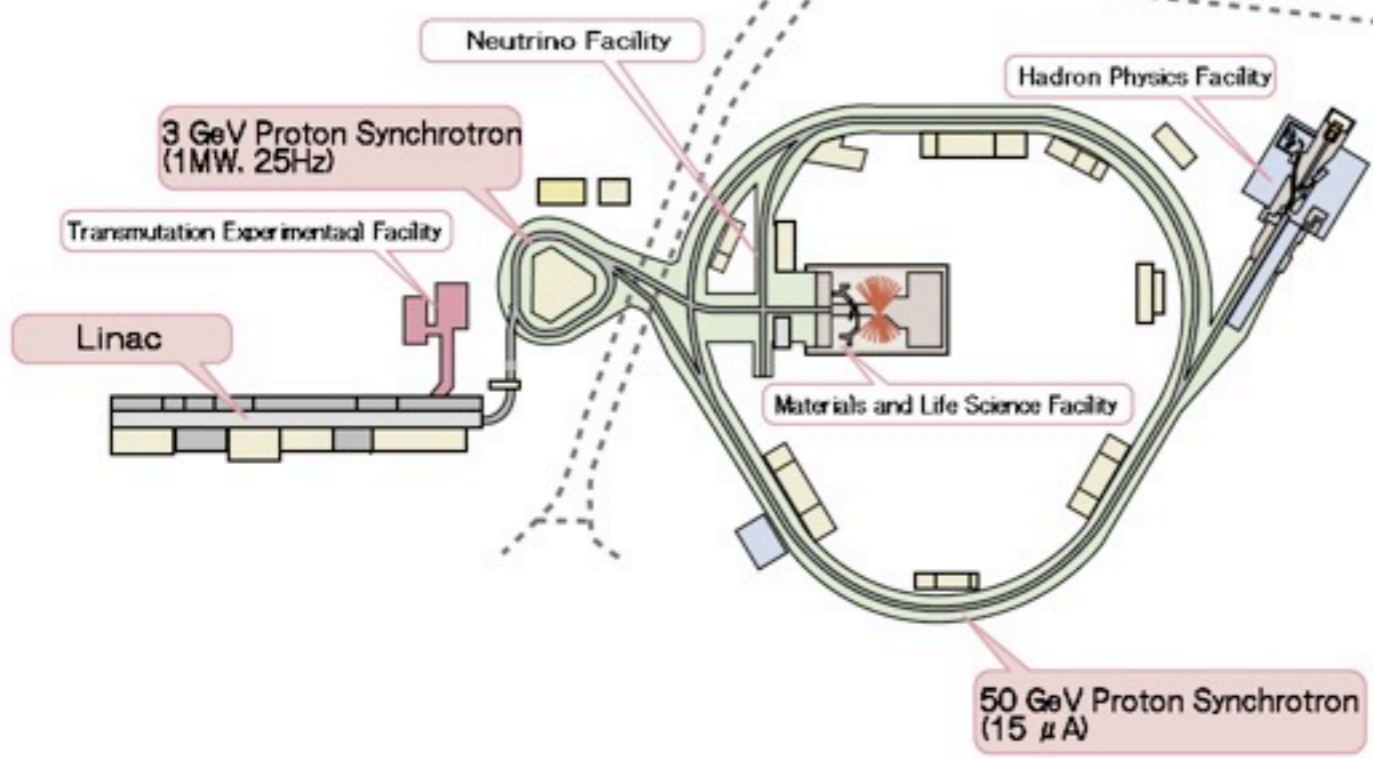 Neutrino Facility
Hadron Physics Facility
3 GeV Proton Synchrotron
(1MW. 25Hz)
Transmutation Experimentaql Facility
Linac
Materials and Life Science Facility
50 GeV Proton Synchrotron
(15 μA)